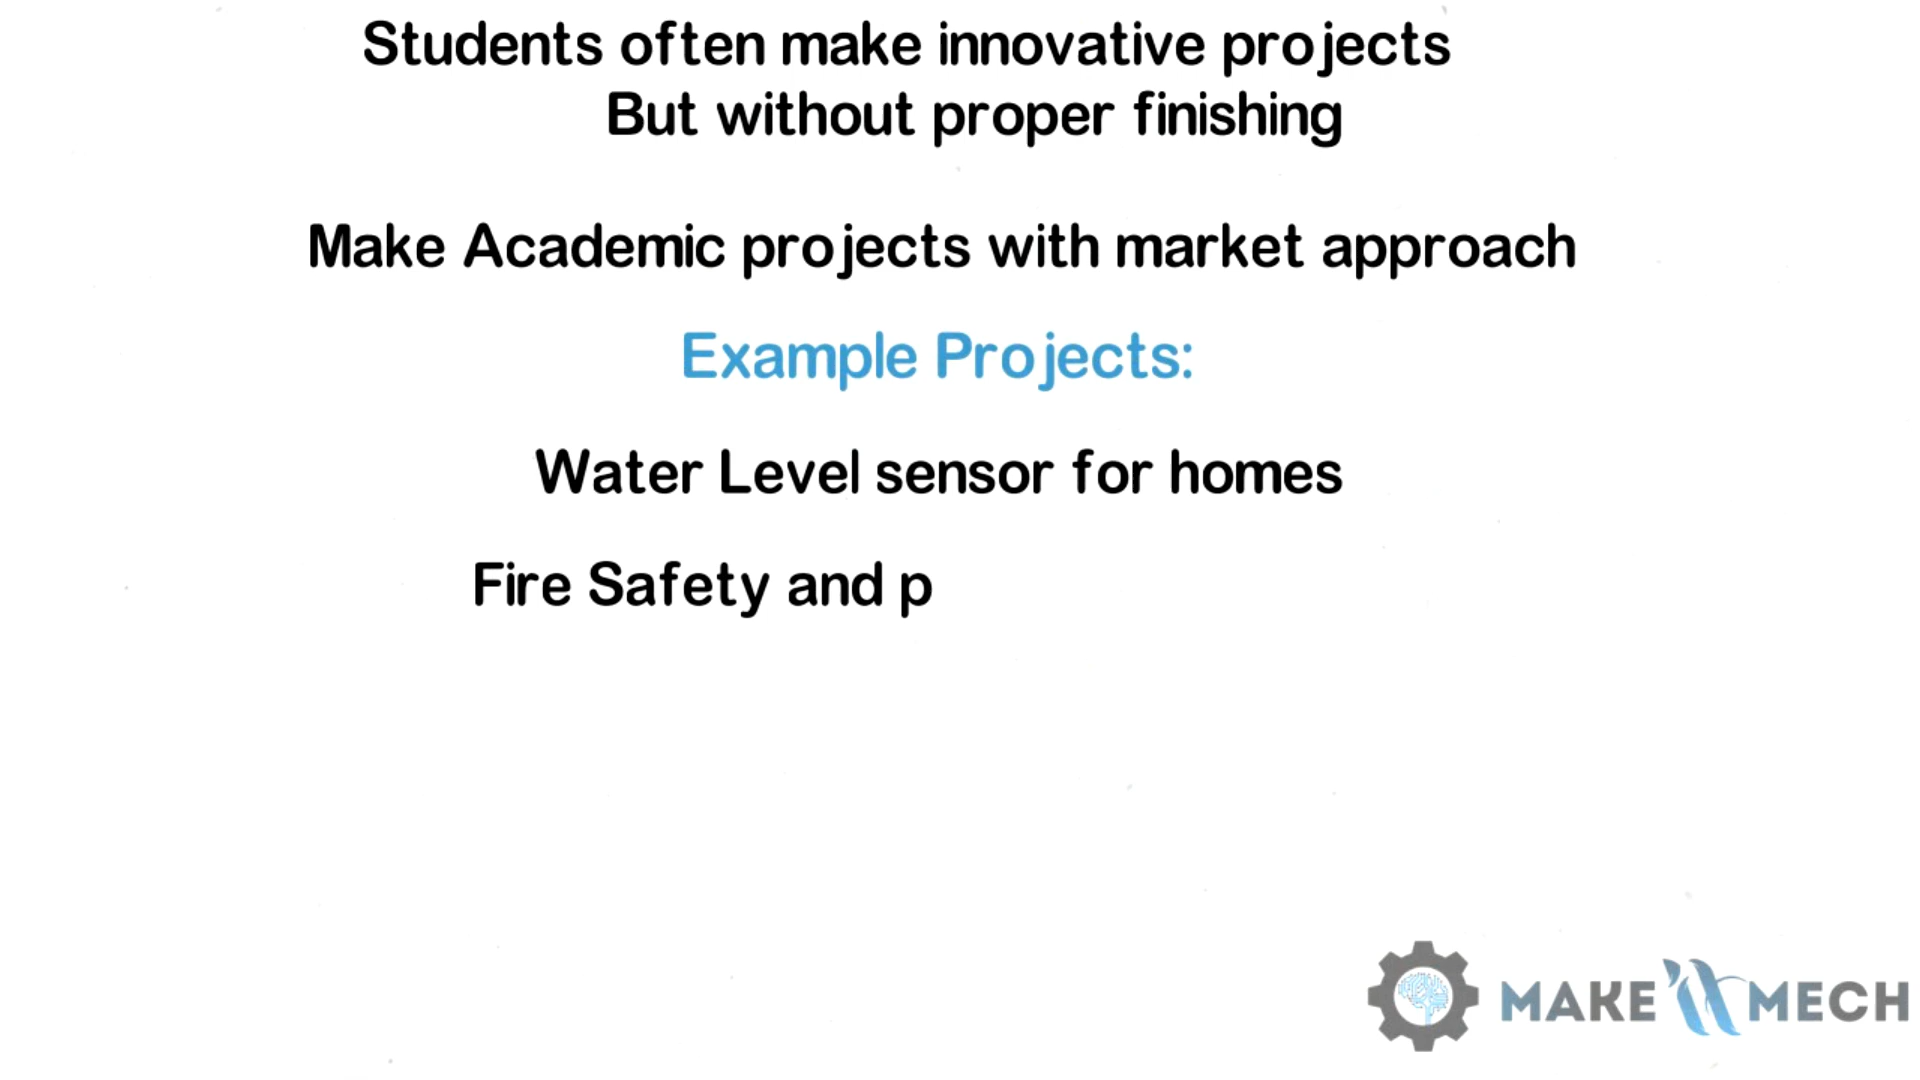 Students often make innovative projects
But without proper finishing
Make Academic projects with market approach
Example Projects:
Water Level sensor for homes
Fire Safety and p
MAKE 'N MECH